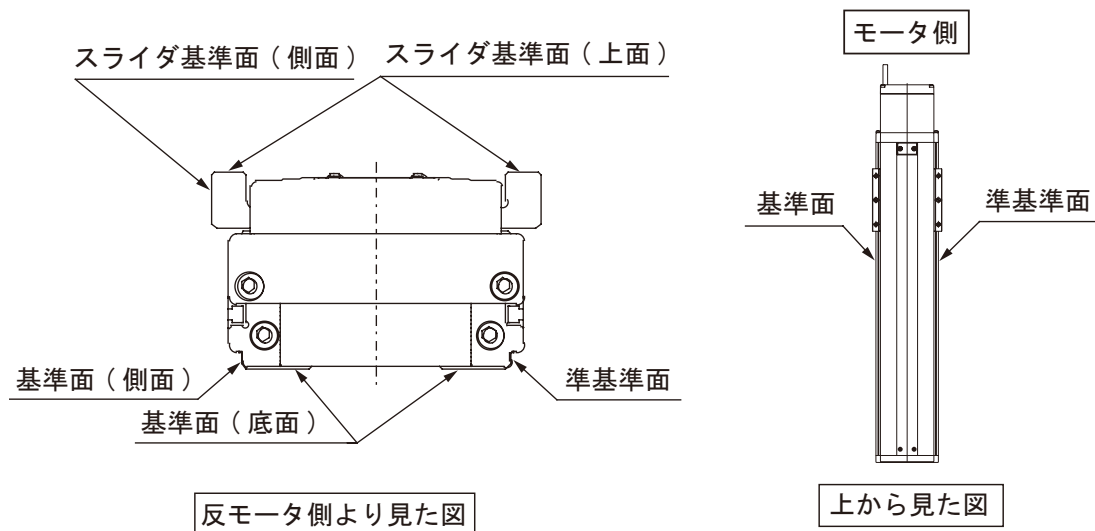 スライダ基準面(側面)
スライダ基準面(上面)
基準面(側面)
基準面(底面)
準基準面
反モータ側より見た図
モータ側
基準面
準基準面
上から見た図